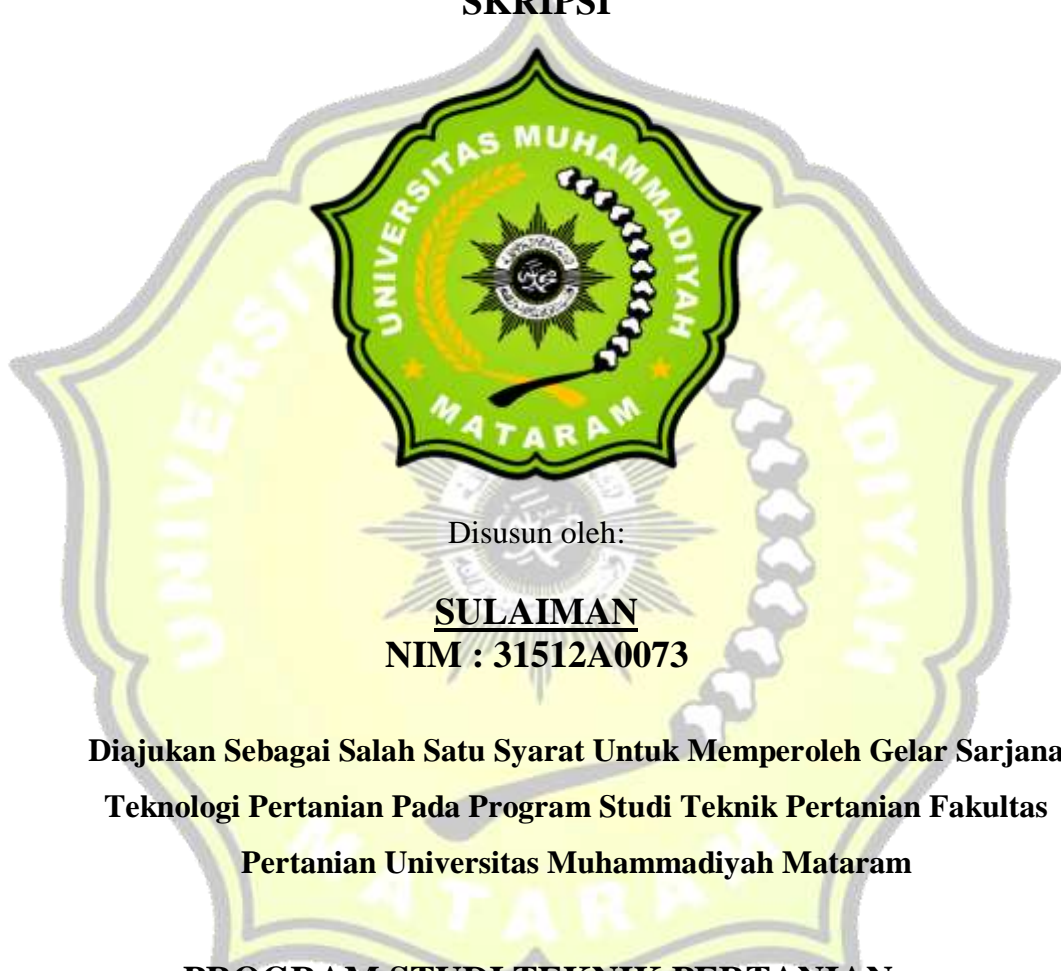 SKRIPSI
UNIVERSITAS MUHAMMADIYAH
MATARAM
Disusun oleh:
SULAIMAN
NIM : 31512A0073
Diajukan Sebagai Salah Satu Syarat Untuk Memperoleh Gelar Sarjana
Teknologi Pertanian Pada Program Studi Teknik Pertanian Fakultas
Pertanian Universitas Muhammadiyah Mataram
PROGRAM STUDI TEKNIK PERTANIAN